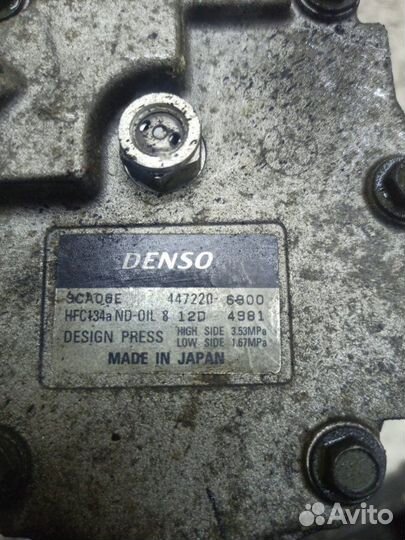 DENSO
SCA06E 447220-6800
HFC134a ND-OIL 8 12D 4981
DESIGN PRESS HIGH SIDE 3.53MPa
LOW SIDE 1.67MPa
MADE IN JAPAN
Avito